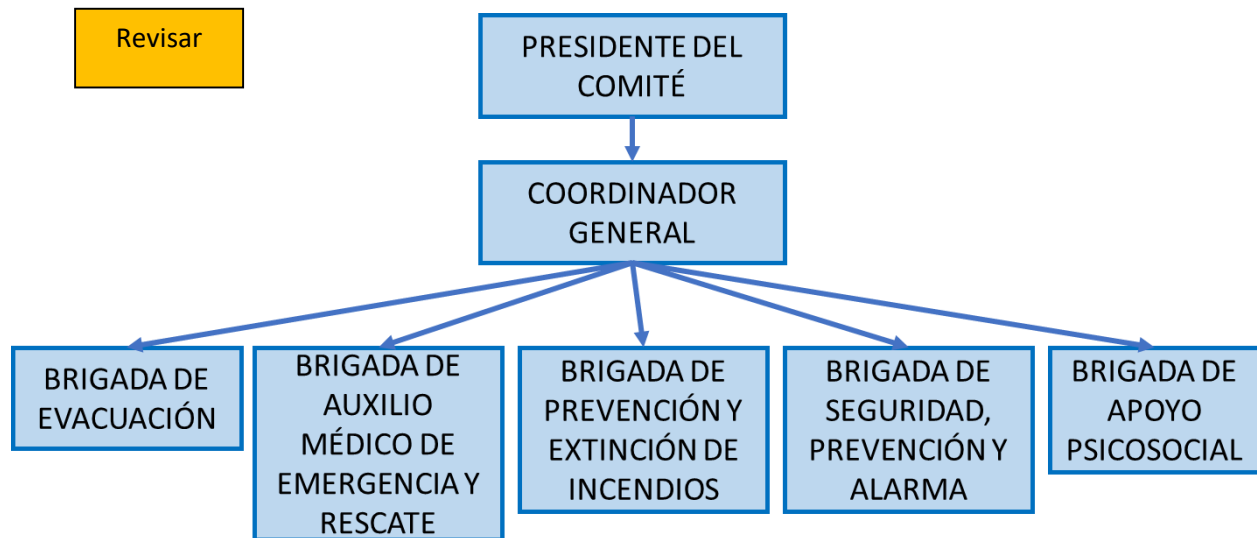 Revisar
PRESIDENTE DEL
COMITÉ
COORDINADOR
GENERAL
BRIGADA DE
EVACUACIÓN
BRIGADA DE
AUXILIO
MÉDICO DE
EMERGENCIA Y
RESCATE
BRIGADA DE
PREVENCIÓN Y
EXTINCIÓN DE
INCENDIOS
BRIGADA DE
SEGURIDAD,
PREVENCIÓN Y
ALARMA
BRIGADA DE
APOYO
PSICOSOCIAL